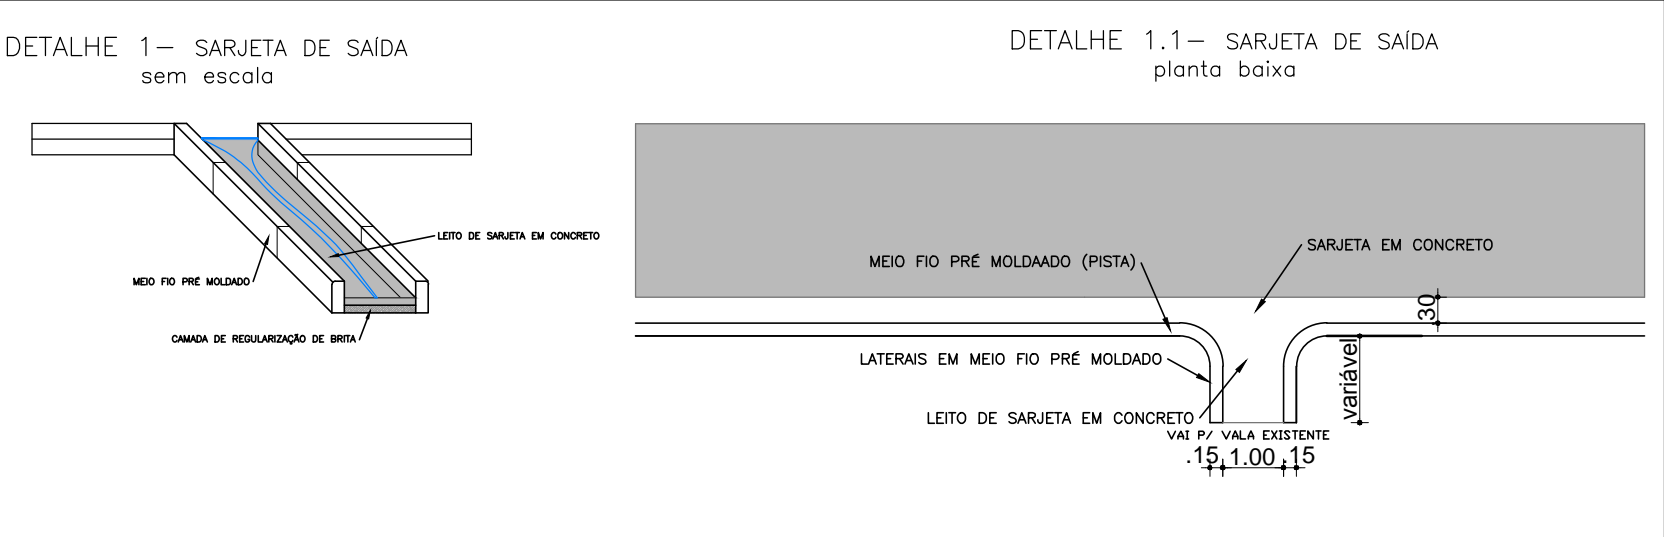 DETALHE 1- SARJETA DE SAÍDA
sem escala
LEITO DE SARJETA EM CONCRETO
MEIO FIO PRÉ MOLDADO
CAMADA DE REGULARIZAÇÃO DE BRITA
DETALHE 1.1- SARJETA DE SAÍDA
planta baixa
SARJETA EM CONCRETO
MEIO FIO PRÉ MOLDAADO (PISTA)
.30
LATERAIS EM MEIO FIO PRÉ MOLDADO
variável
LEITO DE SARJETA EM CONCRETO
VAI P/ VALA EXISTENTE
.15 1.00 .15